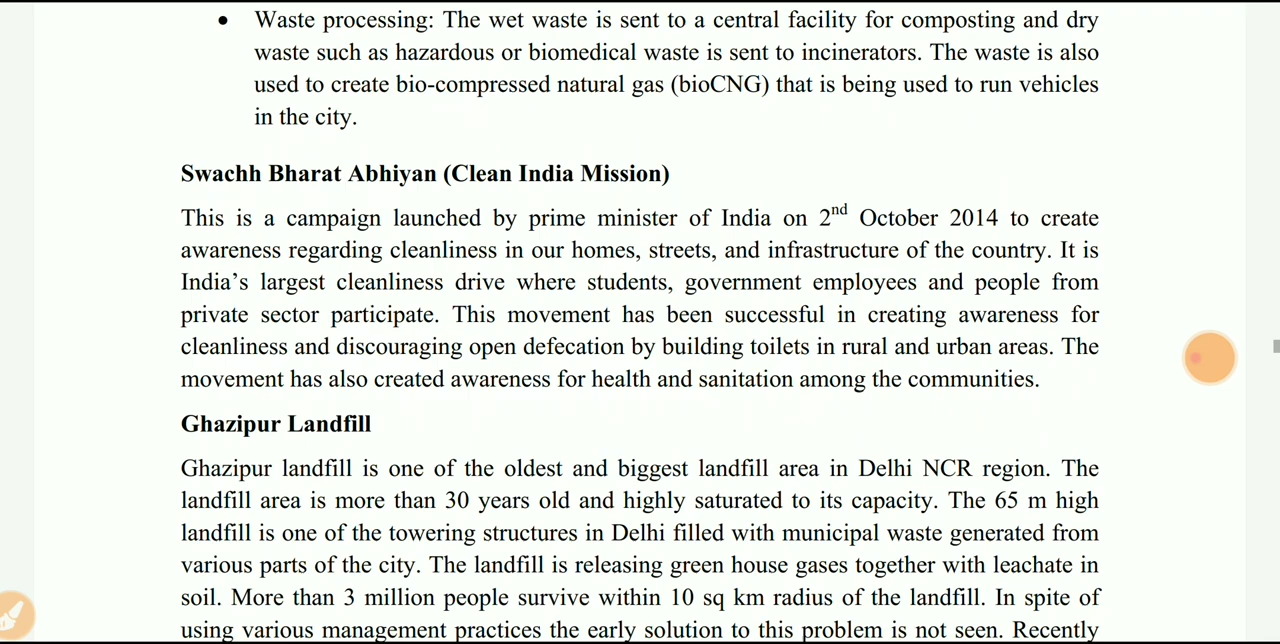 • Waste processing: The wet waste is sent to a central facility for composting and dry
waste such as hazardous or biomedical waste is sent to incinerators. The waste is also
used to create bio-compressed natural gas (bioCNG) that is being used to run vehicles
in the city.
Swachh Bharat Abhiyan (Clean India Mission)
This is a campaign launched by prime minister of India on 2nd October 2014 to create
awareness regarding cleanliness in our homes, streets, and infrastructure of the country. It is
India's largest cleanliness drive where students, government employees and people from
private sector participate. This movement has been successful in creating awareness for
cleanliness and discouraging open defecation by building toilets in rural and urban areas. The
movement has also created awareness for health and sanitation among the communities.
Ghazipur Landfill
Ghazipur landfill is one of the oldest and biggest landfill area in Delhi NCR region. The
landfill area is more than 30 years old and highly saturated to its capacity. The 65 m high
landfill is one of the towering structures in Delhi filled with municipal waste generated from
various parts of the city. The landfill is releasing green house gases together with leachate in
soil. More than 3 million people survive within 10 sq km radius of the landfill. In spite of
using various management practices the early solution to this problem is not seen. Recently